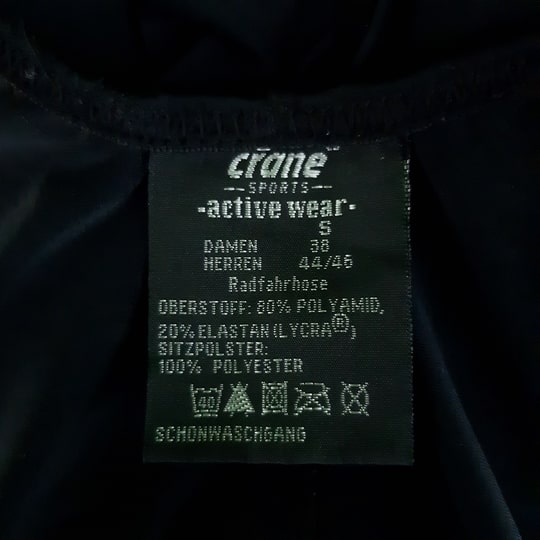 crane
SPORTS
-active wear-
S
DAMEN 38
HERREN 44/46
Radfahrhose
OBERSTOFF: 80% POLYAMID,
20% ELASTAN (LYCRA®)
SITZPOLSTER:
100% POLYESTER
40
SCHONWASCHGANG